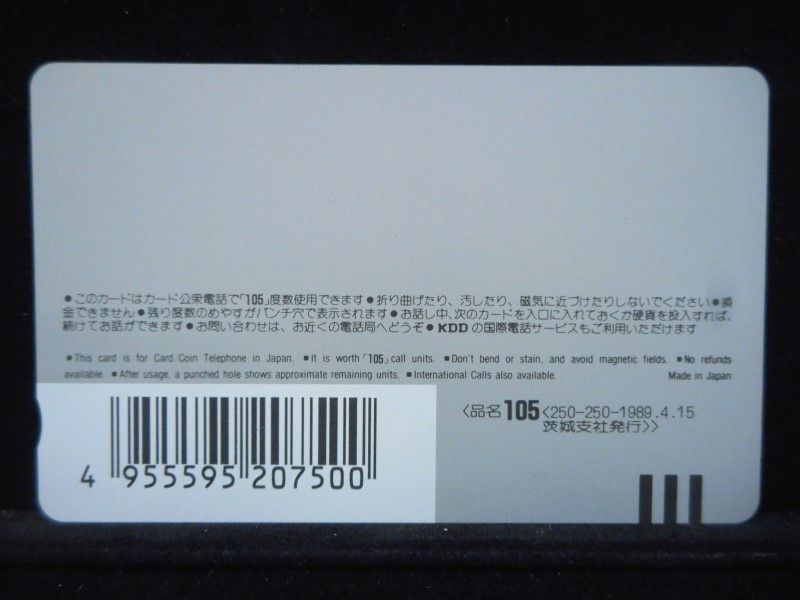 ●このカードはカード公衆電話で「105」度数使用できます●折り曲げたり、汚したり、磁気に近づけたりしないでください●換
金できません●残り度数のめやすがパンチ穴で表示されます●お話し中、次のカードを入口に入れておくか硬貨を投入すれば、
続けてお話ができます●お問い合わせは、お近くの電話局へどうぞ●KDDの国際電話サービスもご利用いただけます
■This card is for Card/Coin Telephone in Japan. ■It is worth「105」call units. ■Don't bend or stain, and avoid magnetic fields. ■No refunds
available. ■After usage, a punched hole shows approximate remaining units. ■International Calls also available. Made in Japan
〈品名105〈250-250-1989.4.15
茨城支社発行〉〉
4 955595 207500